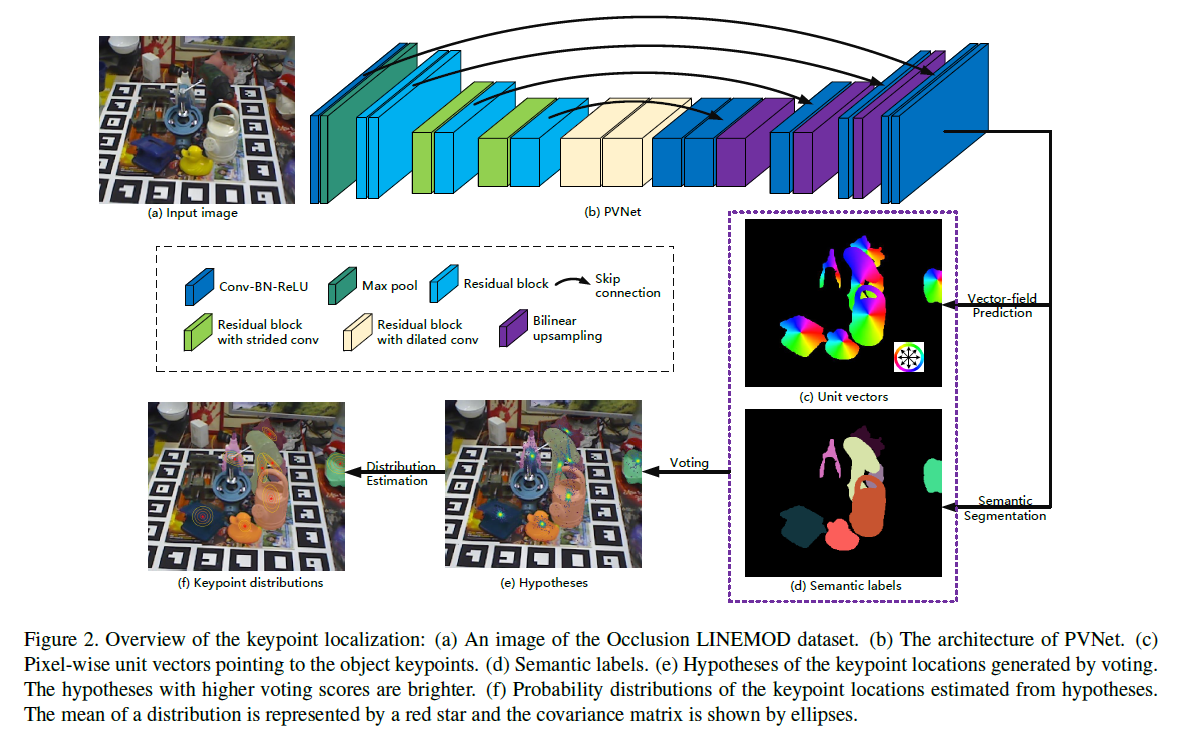 (a) Input image
(b) PVNet
Conv-BN-ReLU
Max pool
Residual block
Skip
connection
Residual block
with strided conv
Residual block
with dilated conv
Bilinear
upsampling
Vector-field
Prediction
(c) Unit vectors
Semantic
Segmentation
(d) Semantic labels
Voting
(e) Hypotheses
Distribution
Estimation
(f) Keypoint distributions
Figure 2. Overview of the keypoint localization: (a) An image of the Occlusion LINEMOD dataset. (b) The architecture of PVNet. (c)
Pixel-wise unit vectors pointing to the object keypoints. (d) Semantic labels. (e) Hypotheses of the keypoint locations generated by voting.
The hypotheses with higher voting scores are brighter. (f) Probability distributions of the keypoint locations estimated from hypotheses.
The mean of a distribution is represented by a red star and the covariance matrix is shown by ellipses.